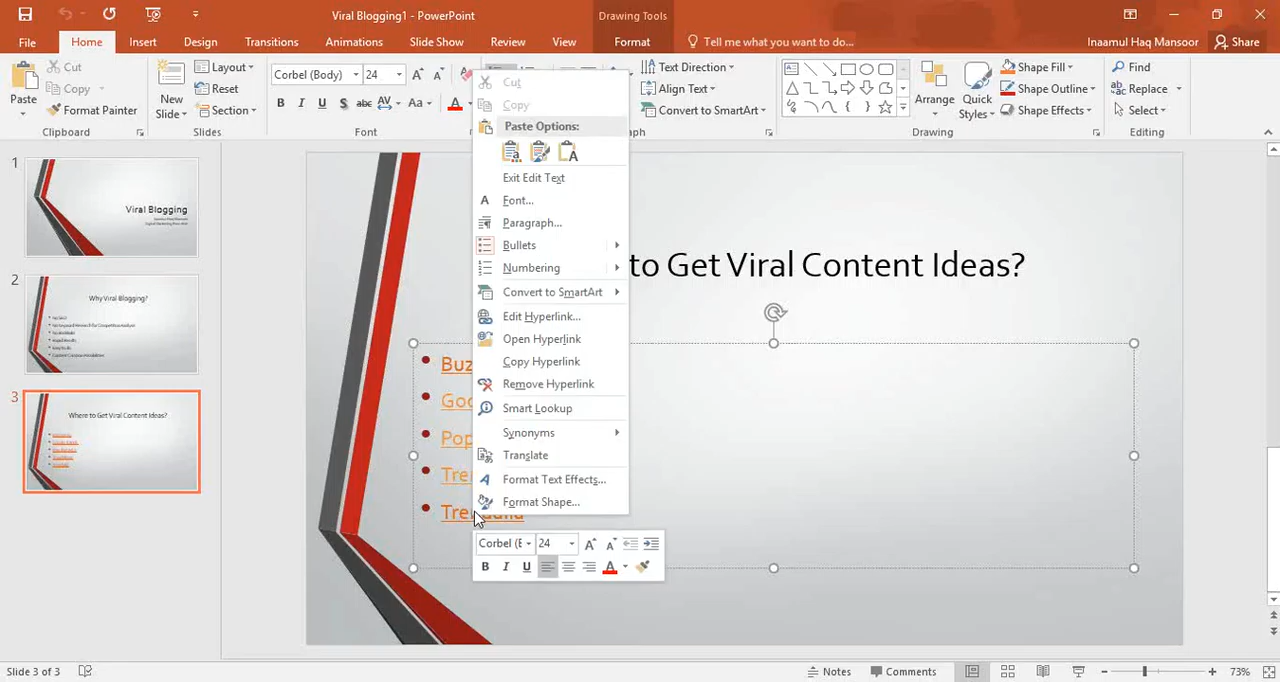 Viral Blogging1 - PowerPoint
Drawing Tools
File Home Insert Design Transitions Animations Slide Show Review View Format Tell me what you want to do... Inaamul Haq Mansoor Share
Paste
Cut
Copy
Format Painter
Clipboard
New Slide
Layout
Reset
Section
Slides
Corbel (Body) 24
B I U S abc AV Aa A
Font
Text Direction
Align Text
Convert to SmartArt
Arrange
Quick Styles
Shape Fill
Shape Outline
Shape Effects
Drawing
Find
Replace
Select
Editing
1
Viral Blogging
2
Why Viral Blogging?
3
Where to Get Viral Content Ideas?
to Get Viral Content Ideas?
Cut
Copy
Paste Options:
Exit Edit Text
Font...
Paragraph...
Bullets
Numbering
Convert to SmartArt
Edit Hyperlink...
Open Hyperlink
Copy Hyperlink
Remove Hyperlink
Smart Lookup
Synonyms
Translate
Format Text Effects...
Format Shape...
Corbel (E 24
B I U A
Slide 3 of 3
Notes
Comments
73%